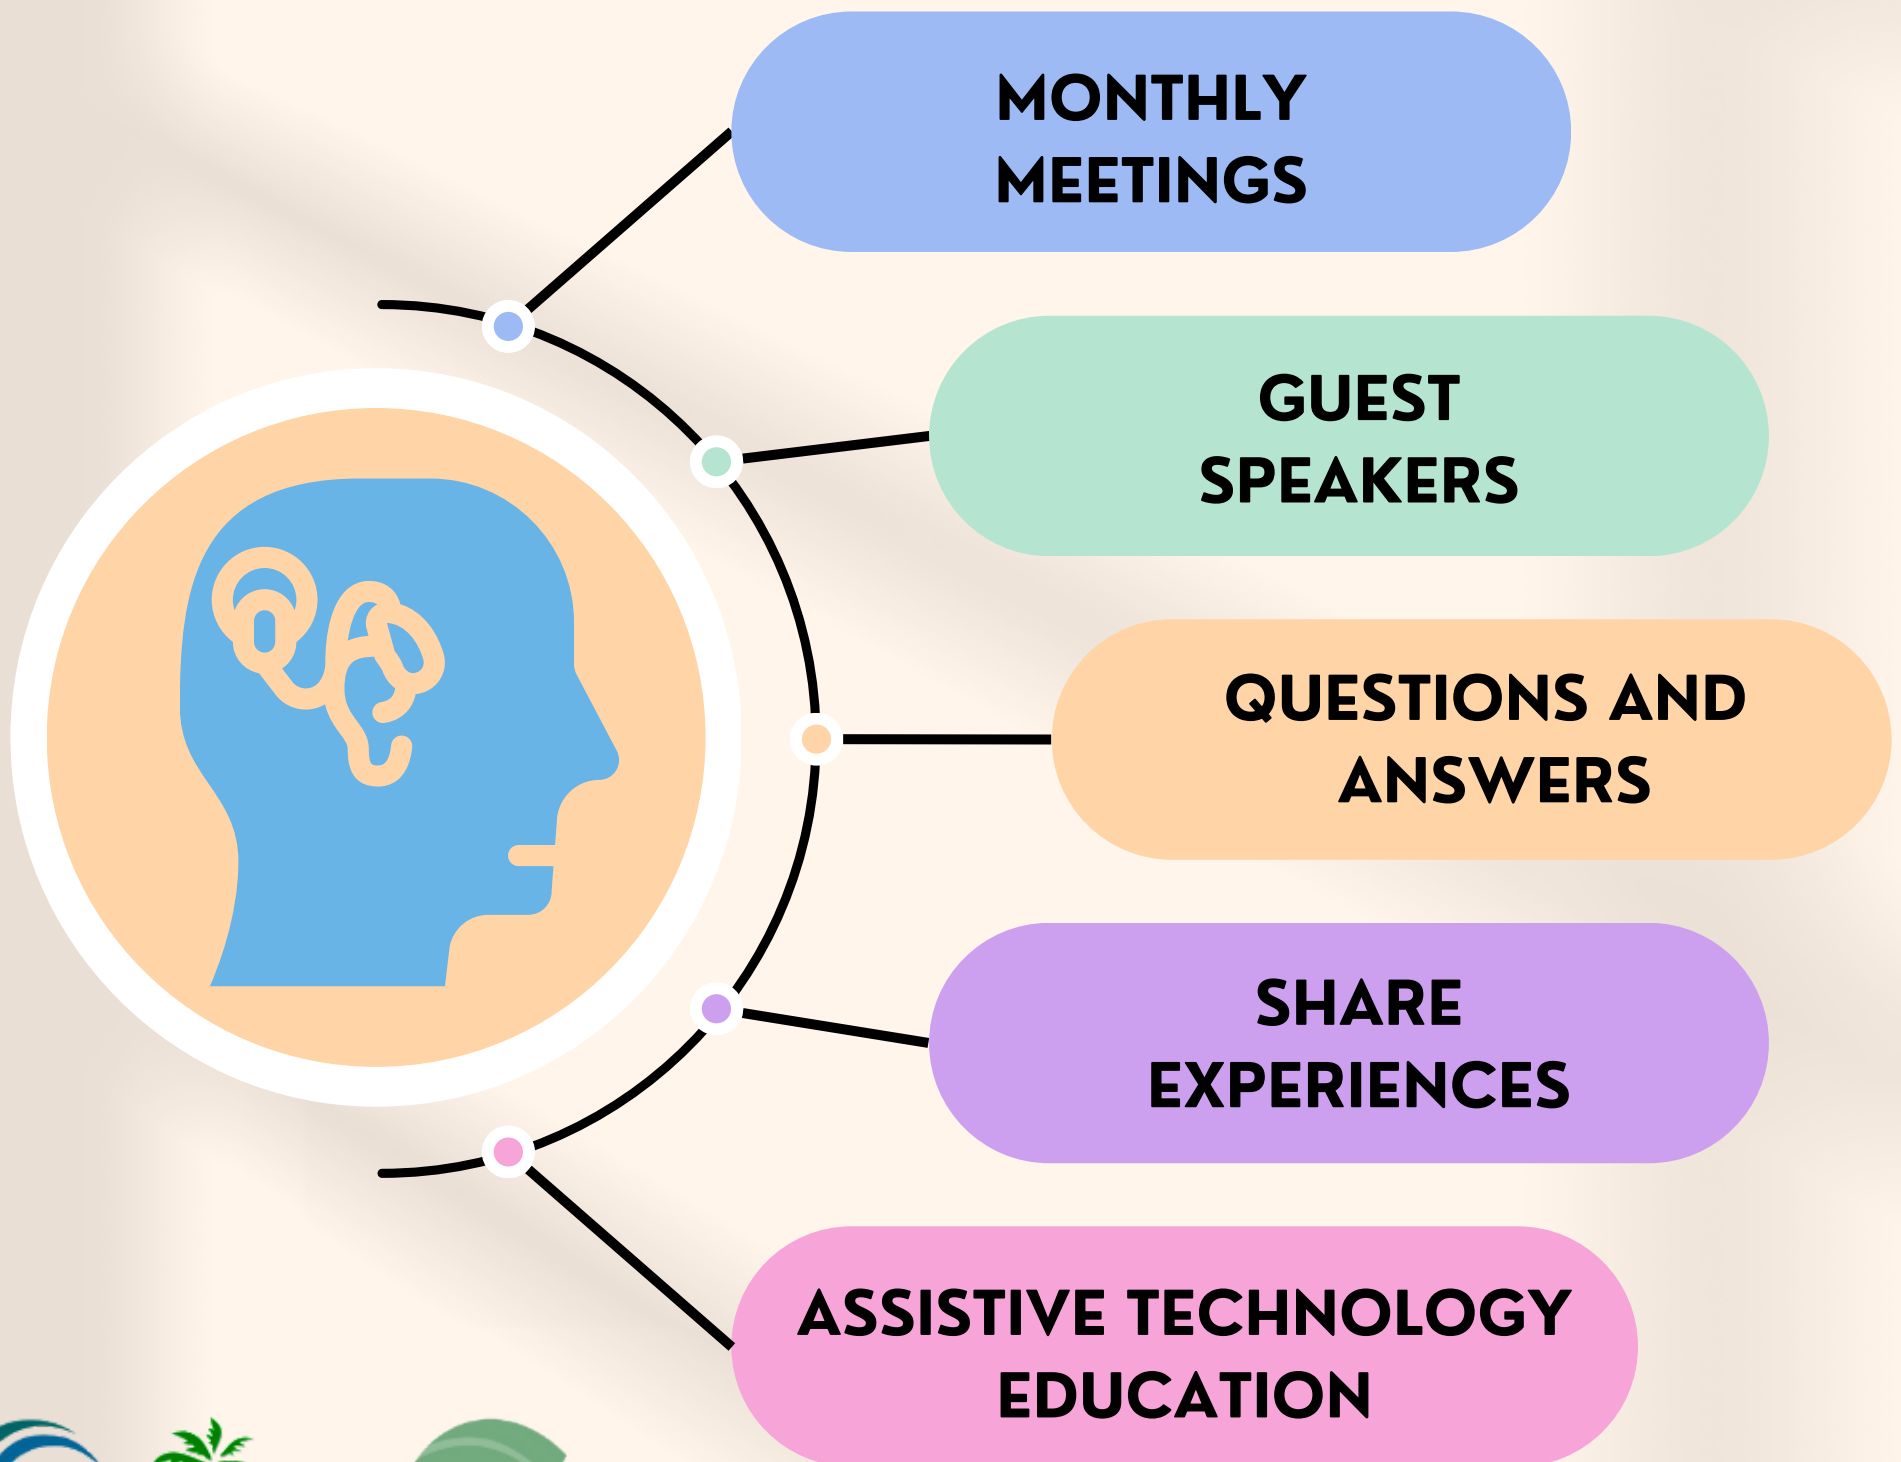 MONTHLY
MEETINGS
GUEST
SPEAKERS
QUESTIONS AND
ANSWERS
SHARE
EXPERIENCES
ASSISTIVE TECHNOLOGY
EDUCATION